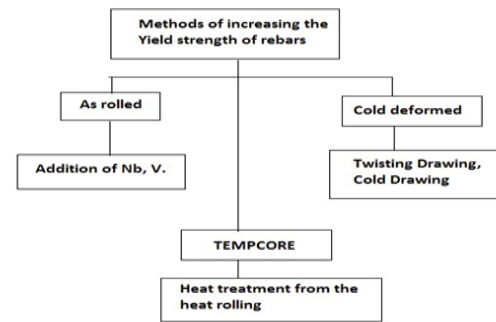 Methods of increasing the
Yield strength of rebars
As rolled
Cold deformed
Addition of Nb, V.
Twisting Drawing,
Cold Drawing
TEMPCORE
Heat treatment from the
heat rolling